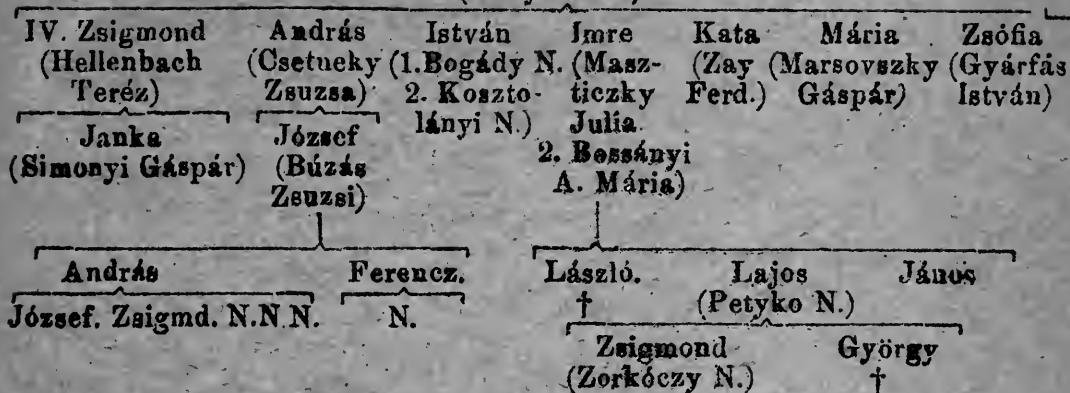 IV. Zsigmond András István Imre Kata Mária Zsófia
(Hellenbach (Csetneky (1.Bogády N. (Masz- (Zay (Marsovszky (Gyárfás
Teréz) Zsuzsa) 2. Koszto- ticzky Ferd.) Gáspár) István)
lányi N.) Julia
Janka József 2. Bossányi
(Simonyi Gáspár) (Búzás A. Mária)
Zsuzsi)
András Ferencz. László. Lajos János
† (Petyko N.)
József. Zsigmd. N.N.N. N.
Zsigmond György
(Zorkóczy N.) †